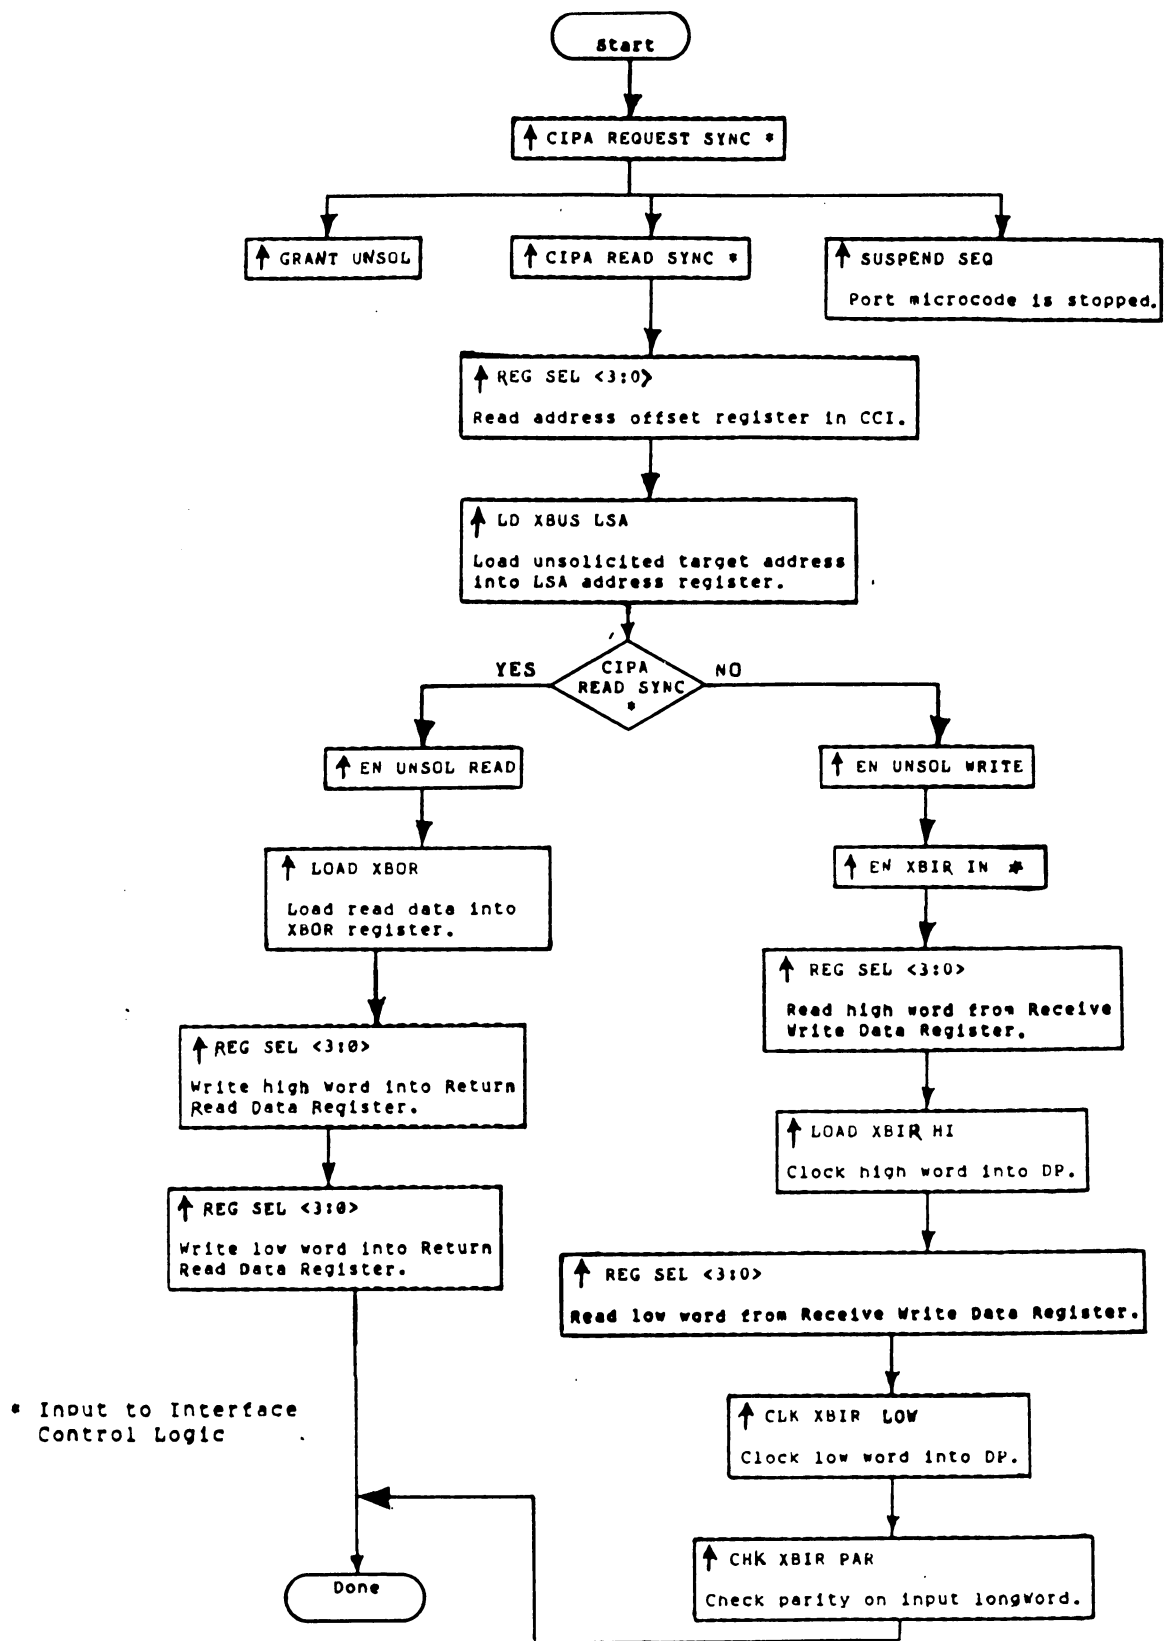 Start
↑ CIPA REQUEST SYNC *
↑ GRANT UNSOL
↑ CIPA READ SYNC *
↑ SUSPEND SEQ
Port microcode is stopped.
↑ REG SEL <3:0>
Read address offset register in CCI.
↑ LD XBUS LSA
Load unsolicited target address
into LSA address register.
YES
CIPA
READ SYNC
*
NO
↑ EN UNSOL READ
↑ LOAD XBOR
Load read data into
XBOR register.
↑ REG SEL <3:0>
Write high word into Return
Read Data Register.
↑ REG SEL <3:0>
Write low word into Return
Read Data Register.
↑ EN UNSOL WRITE
↑ EN XBIR IN *
↑ REG SEL <3:0>
Read high word from Receive
Write Data Register.
↑ LOAD XBIR HI
Clock high word into DP.
↑ REG SEL <3:0>
Read low word from Receive Write Data Register.
↑ CLK XBIR LOW
Clock low word into DP.
↑ CHK XBIR PAR
Check parity on input longword.
* Input to Interface
Control Logic
Done